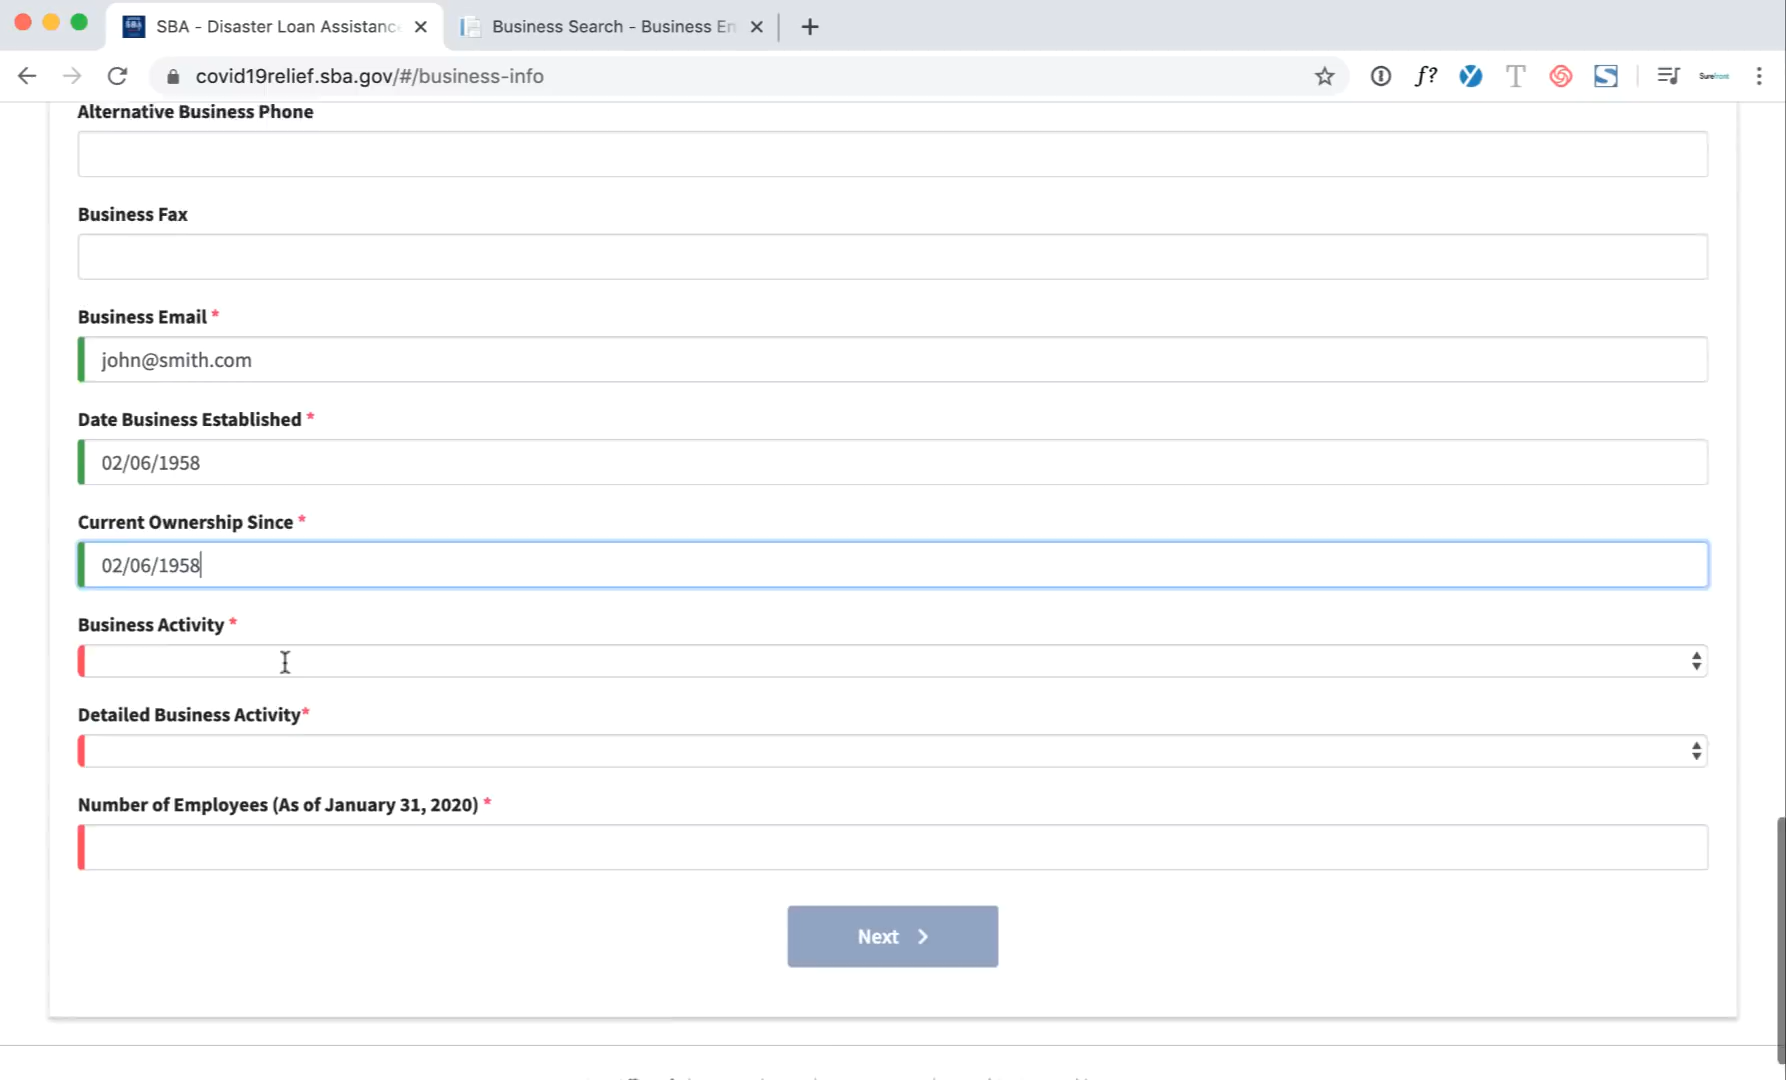 SBA - Disaster Loan Assistance
Business Search - Business En
covid19relief.sba.gov/#/business-info
f?
T
S
Surefront
Alternative Business Phone
Business Fax
Business Email *
john@smith.com
Date Business Established *
02/06/1958
Current Ownership Since *
02/06/1958
Business Activity *
Detailed Business Activity*
Number of Employees (As of January 31, 2020) *
Next